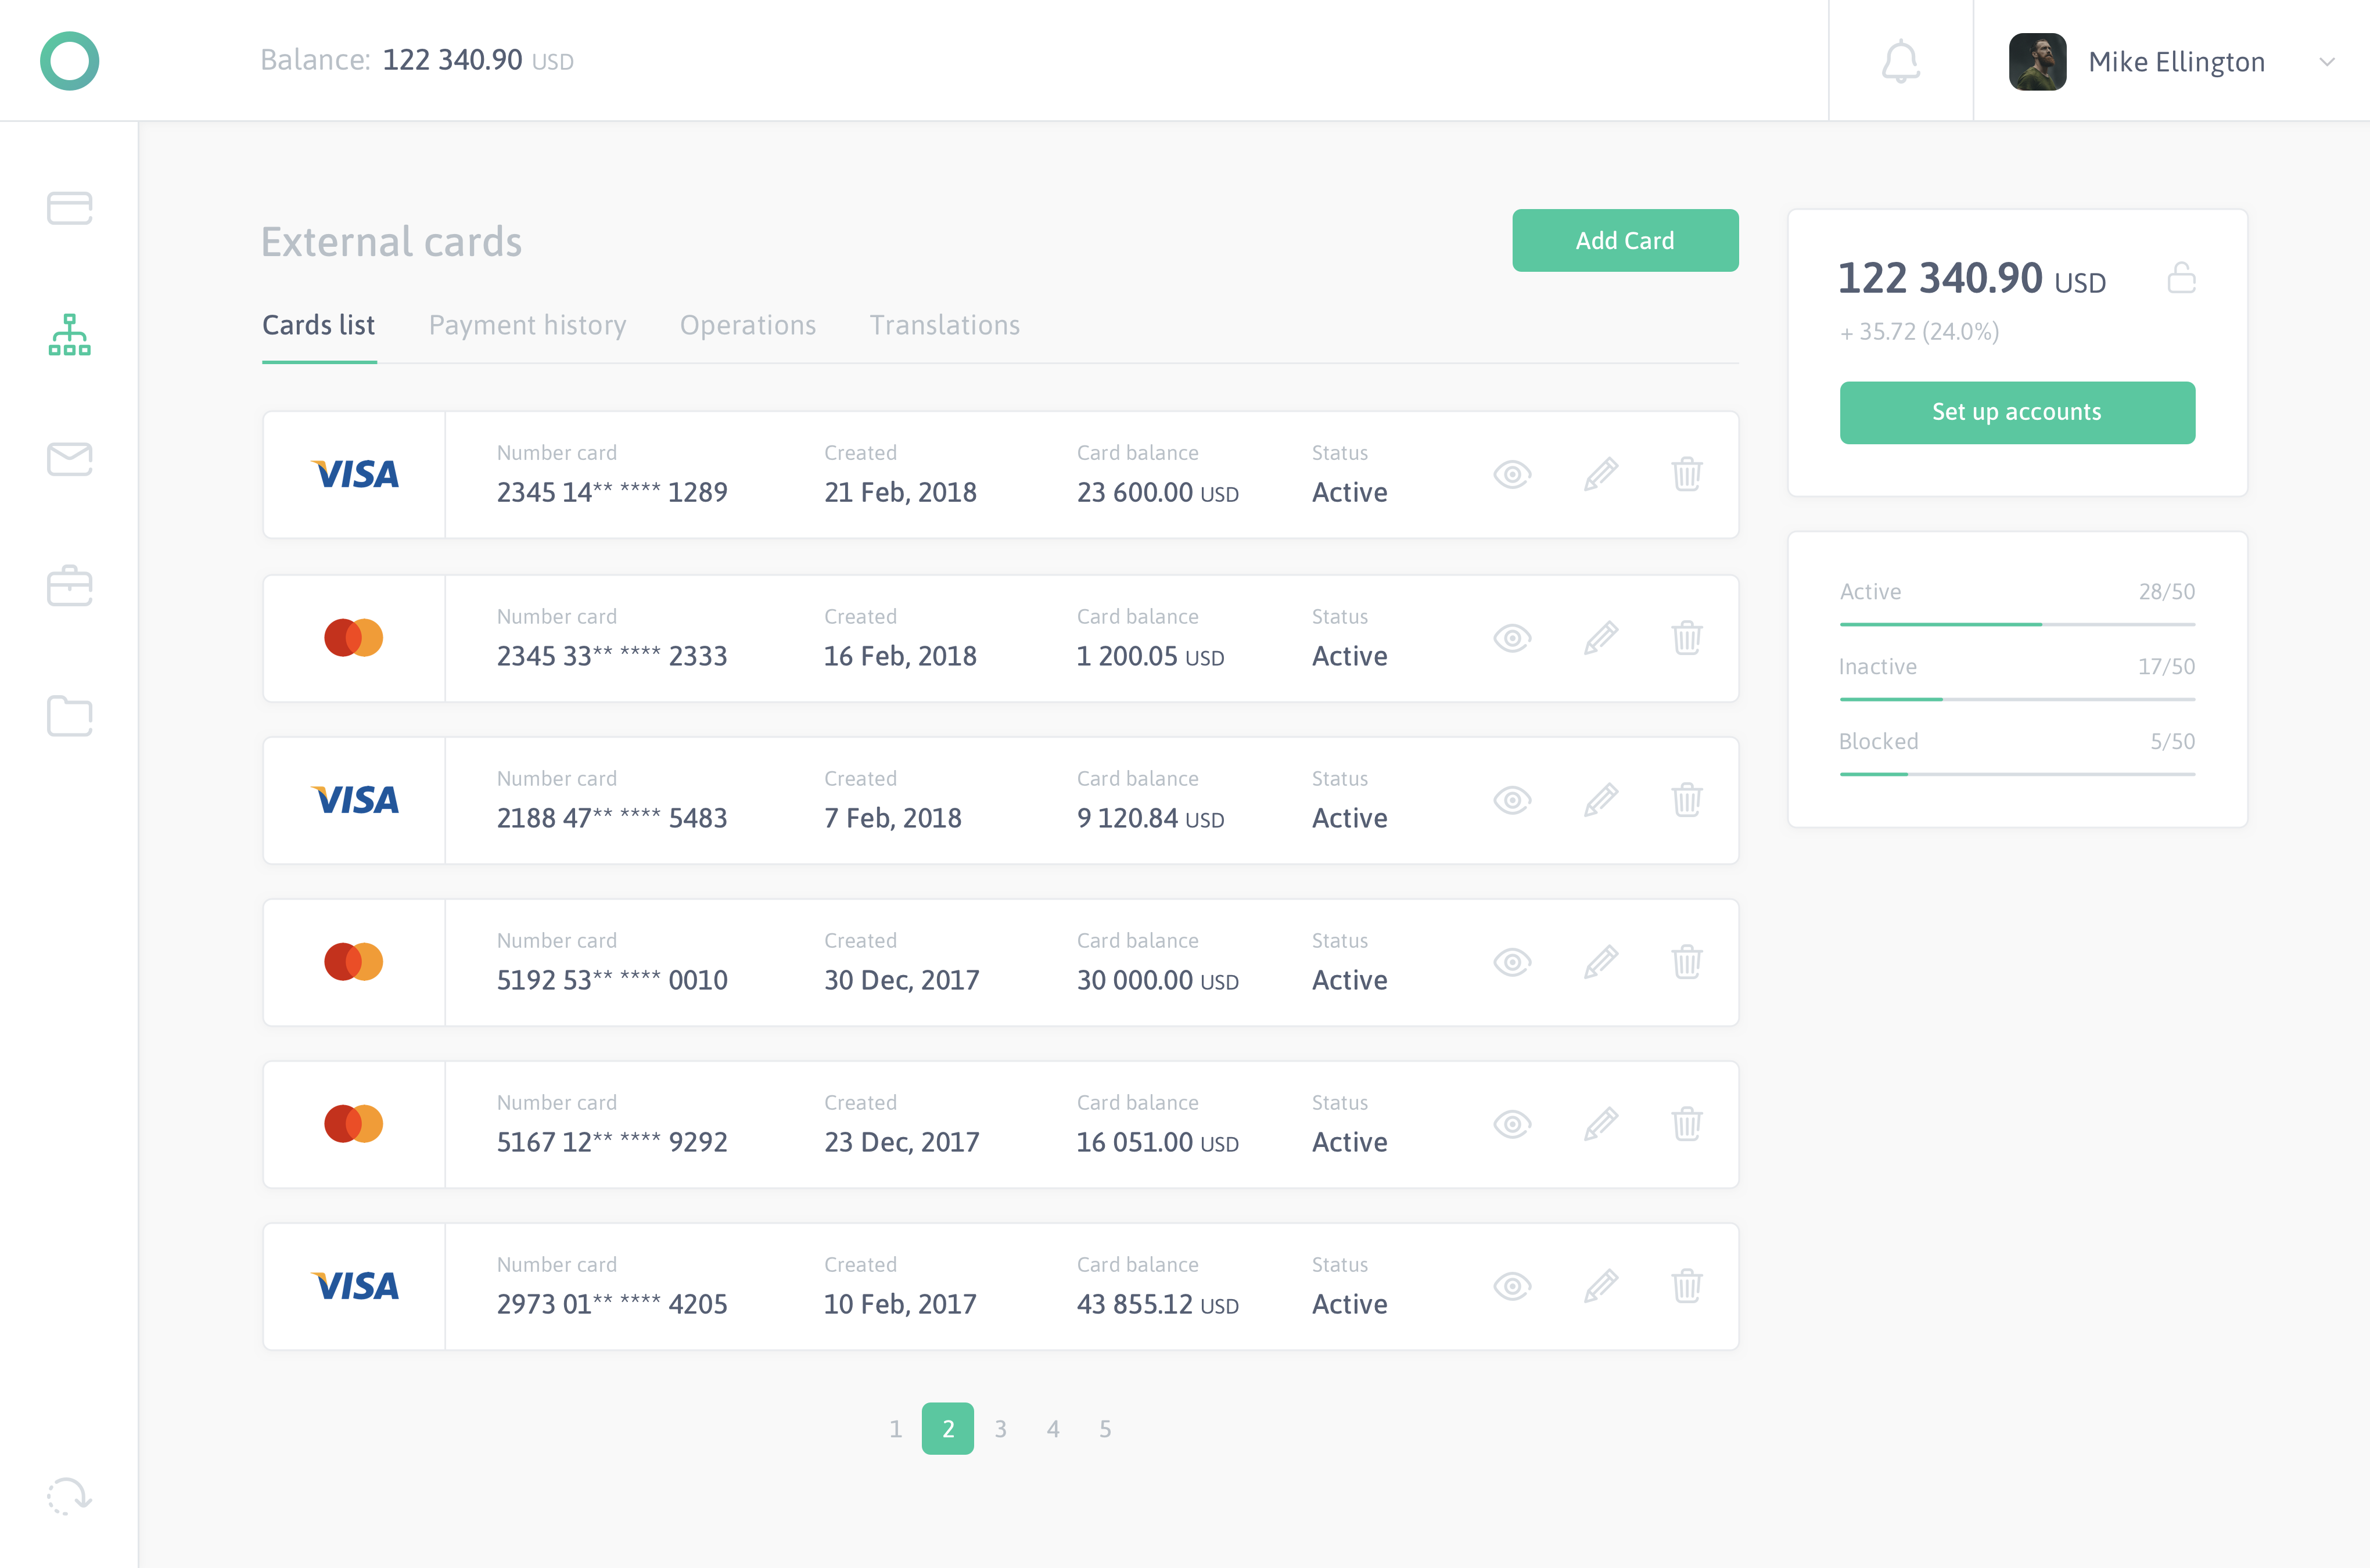 Balance: 122 340.90 USD
Mike Ellington
External cards
Add Card
Cards list Payment history Operations Translations
VISA
Number card Created Card balance Status
2345 14** **** 1289 21 Feb, 2018 23 600.00 USD Active
Number card Created Card balance Status
2345 33** **** 2333 16 Feb, 2018 1 200.05 USD Active
VISA
Number card Created Card balance Status
2188 47** **** 5483 7 Feb, 2018 9 120.84 USD Active
Number card Created Card balance Status
5192 53** **** 0010 30 Dec, 2017 30 000.00 USD Active
Number card Created Card balance Status
5167 12** **** 9292 23 Dec, 2017 16 051.00 USD Active
VISA
Number card Created Card balance Status
2973 01** **** 4205 10 Feb, 2017 43 855.12 USD Active
1 2 3 4 5
122 340.90 USD
+ 35.72 (24.0%)
Set up accounts
Active 28/50
Inactive 17/50
Blocked 5/50